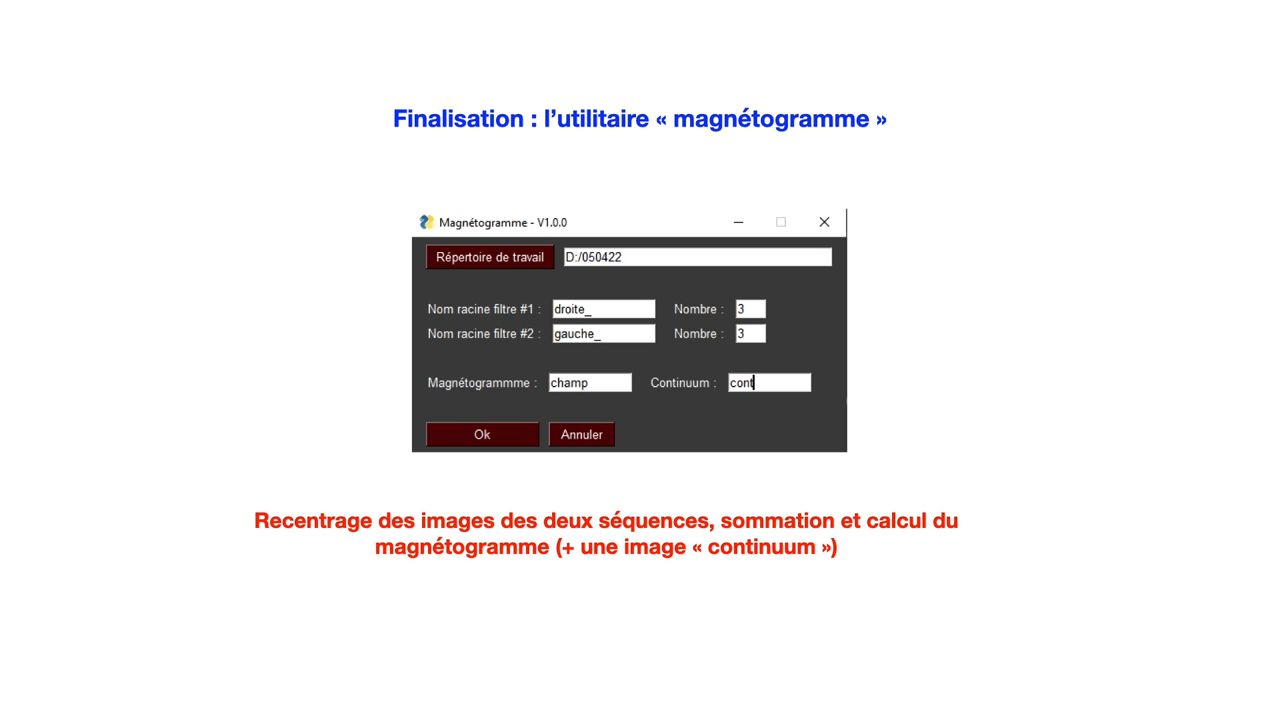 Finalisation : l’utilitaire « magnétogramme »
Magnétogramme - V1.0.0
Répertoire de travail D:/050422
Nom racine filtre #1 : droite_ Nombre : 3
Nom racine filtre #2 : gauche_ Nombre : 3
Magnétogrammme : champ Continuum : cont
Ok Annuler
Recentrage des images des deux séquences, sommation et calcul du
magnétogramme (+ une image « continuum »)